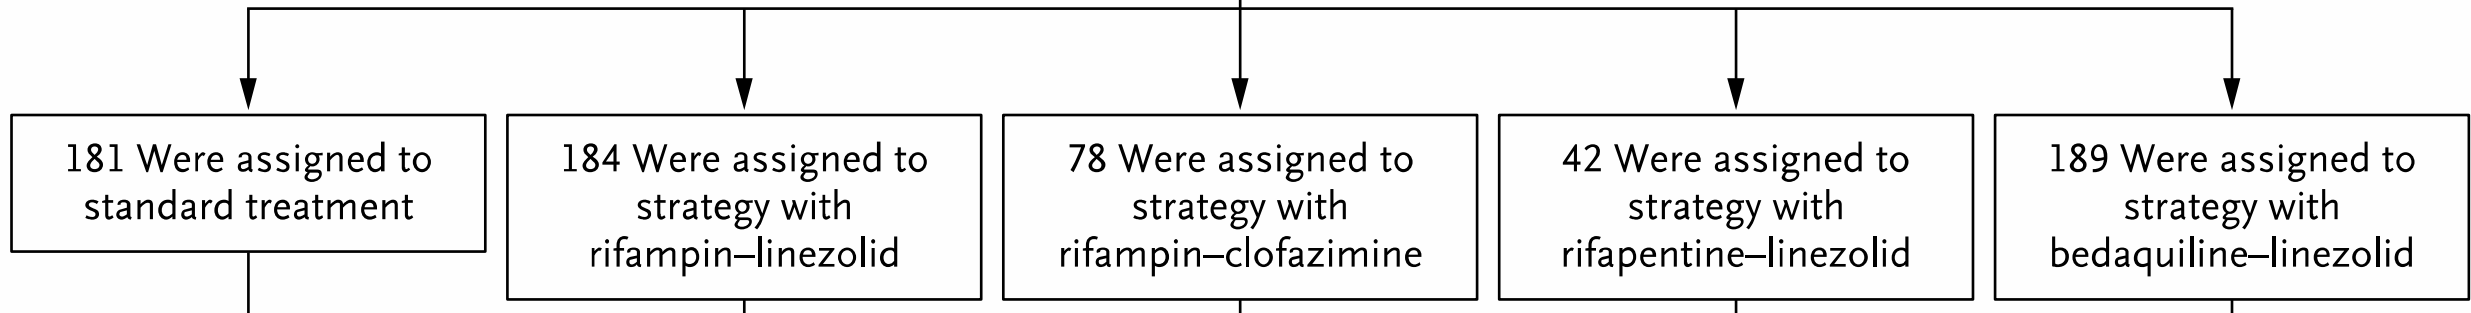 181 Were assigned to
standard treatment
184 Were assigned to
strategy with
rifampin–linezolid
78 Were assigned to
strategy with
rifampin–clofazimine
42 Were assigned to
strategy with
rifapentine–linezolid
189 Were assigned to
strategy with
bedaquiline–linezolid